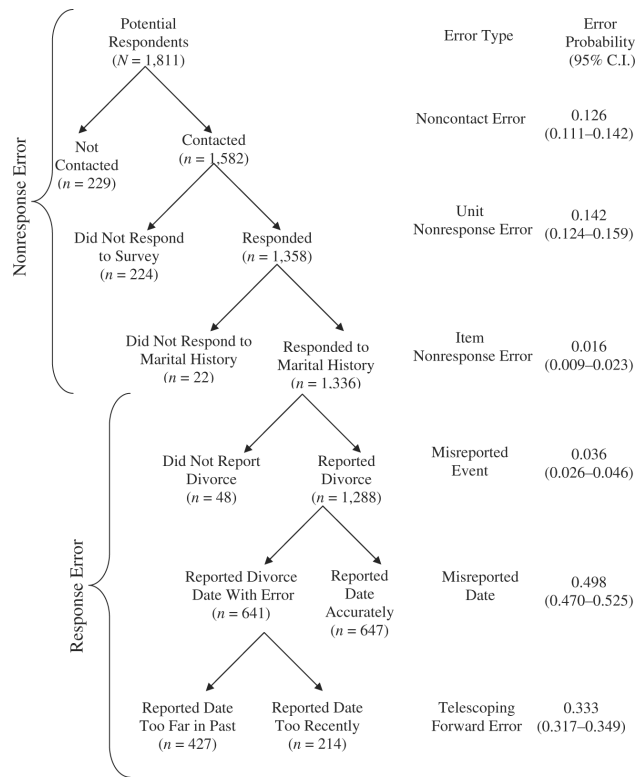 Potential
Respondents
(N = 1,811)
Error Type
Error
Probability
(95% C.I.)
Nonresponse Error
Not
Contacted
(n = 229)
Contacted
(n = 1,582)
Noncontact Error
0.126
(0.111–0.142)
Did Not Respond
to Survey
(n = 224)
Responded
(n = 1,358)
Unit
Nonresponse Error
0.142
(0.124–0.159)
Did Not Respond to
Marital History
(n = 22)
Responded to
Marital History
(n = 1,336)
Item
Nonresponse Error
0.016
(0.009–0.023)
Response Error
Did Not Report
Divorce
(n = 48)
Reported
Divorce
(n = 1,288)
Misreported
Event
0.036
(0.026–0.046)
Reported Divorce
Date With Error
(n = 641)
Reported
Date
Accurately
(n = 647)
Misreported
Date
0.498
(0.470–0.525)
Reported Date
Too Far in Past
(n = 427)
Reported Date
Too Recently
(n = 214)
Telescoping
Forward Error
0.333
(0.317–0.349)